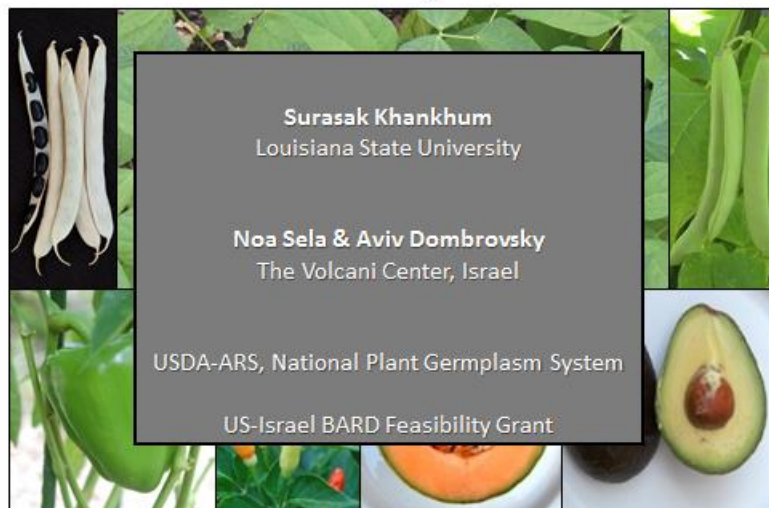 Surasak Khankhum
Louisiana State University
Noa Sela & Aviv Dombrovsky
The Volcani Center, Israel
USDA-ARS, National Plant Germplasm System
US-Israel BARD Feasibility Grant